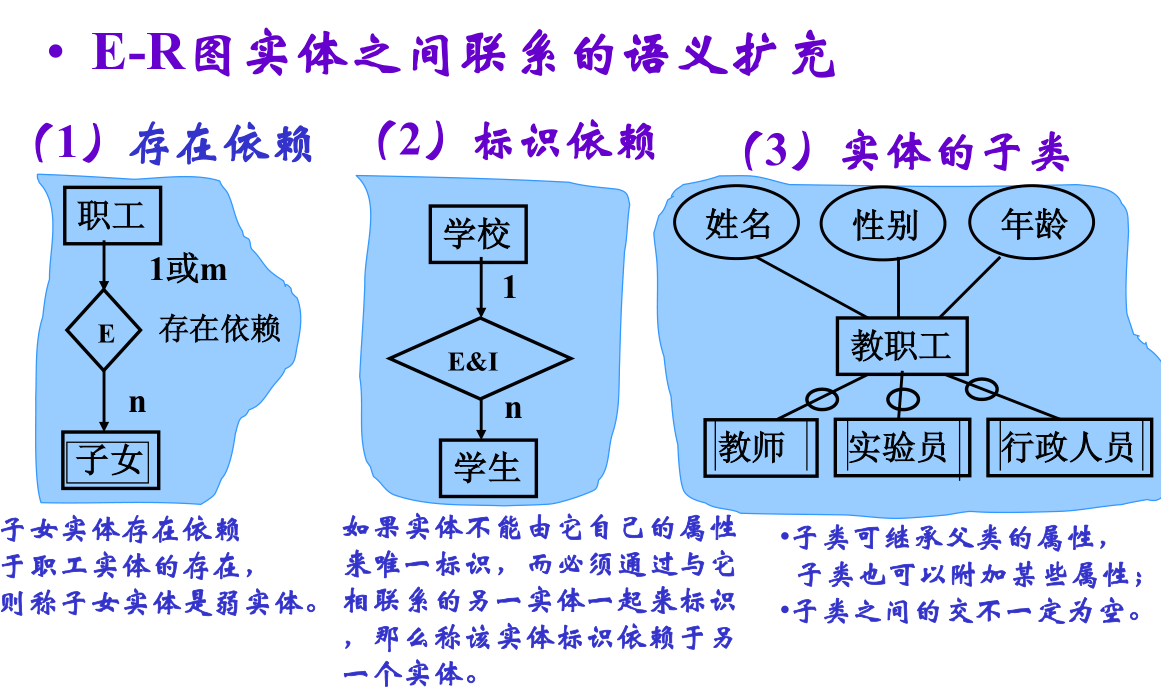 • E-R图实体之间联系的语义扩充
（1）存在依赖
职工
1或m
E
存在依赖
n
子女
子女实体存在依赖
于职工实体的存在，
则称子女实体是弱实体。
（2）标识依赖
学校
1
E&I
n
学生
如果实体不能由它自己的属性
来唯一标识，而必须通过与它
相联系的另一实体一起来标识
，那么称该实体标识依赖于另
一个实体。
（3）实体的子类
姓名
性别
年龄
教职工
教师
实验员
行政人员
•子类可继承父类的属性，
子类也可以附加某些属性；
•子类之间的交不一定为空。